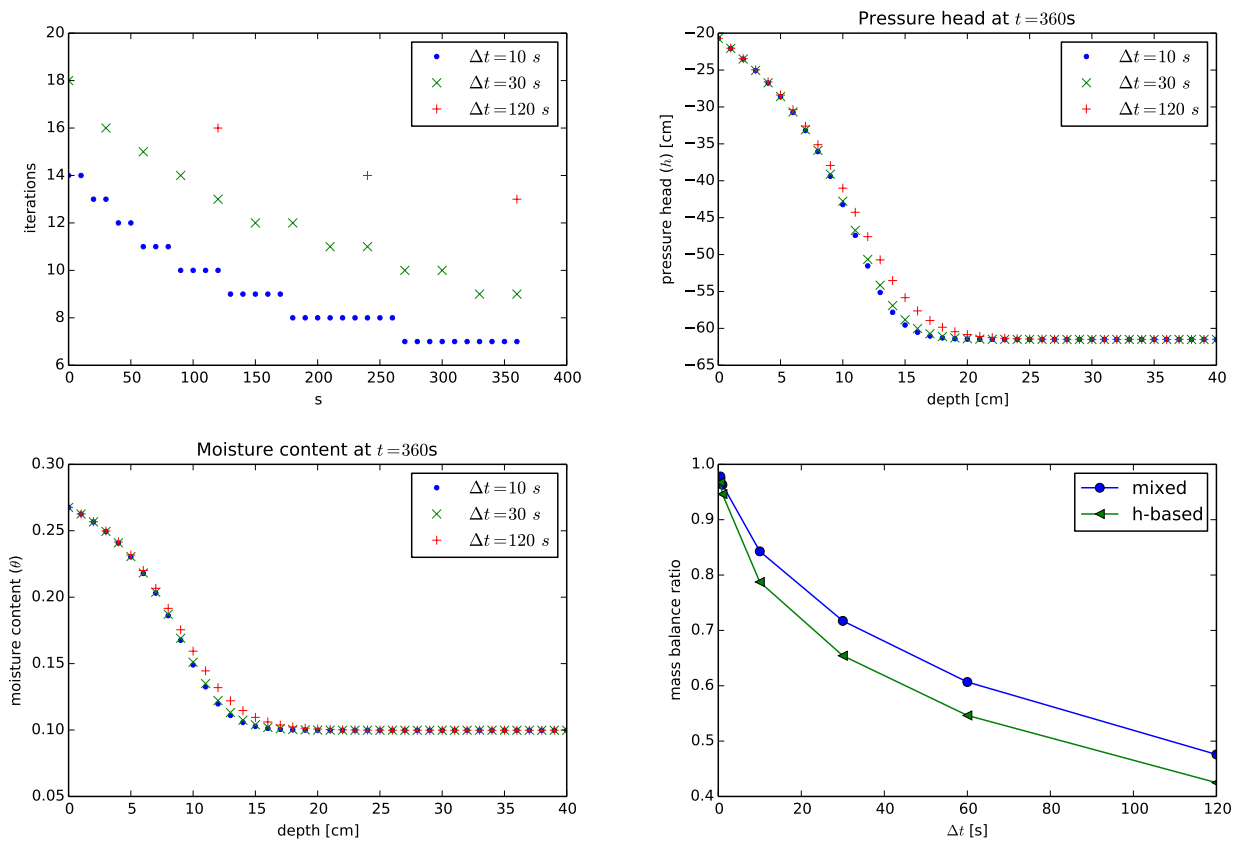 20
18
16
14
12
10
8
6
iterations
0 50 100 150 200 250 300 350 400
s
Δt=10 s
Δt=30 s
Δt=120 s
Pressure head at t=360s
−20
−25
−30
−35
−40
−45
−50
−55
−60
−65
pressure head (h) [cm]
0 5 10 15 20 25 30 35 40
depth [cm]
Δt=10 s
Δt=30 s
Δt=120 s
Moisture content at t=360s
0.30
0.25
0.20
0.15
0.10
0.05
moisture content (θ)
0 5 10 15 20 25 30 35 40
depth [cm]
Δt=10 s
Δt=30 s
Δt=120 s
1.0
0.9
0.8
0.7
0.6
0.5
0.4
mass balance ratio
0 20 40 60 80 100 120
Δt [s]
mixed
h-based